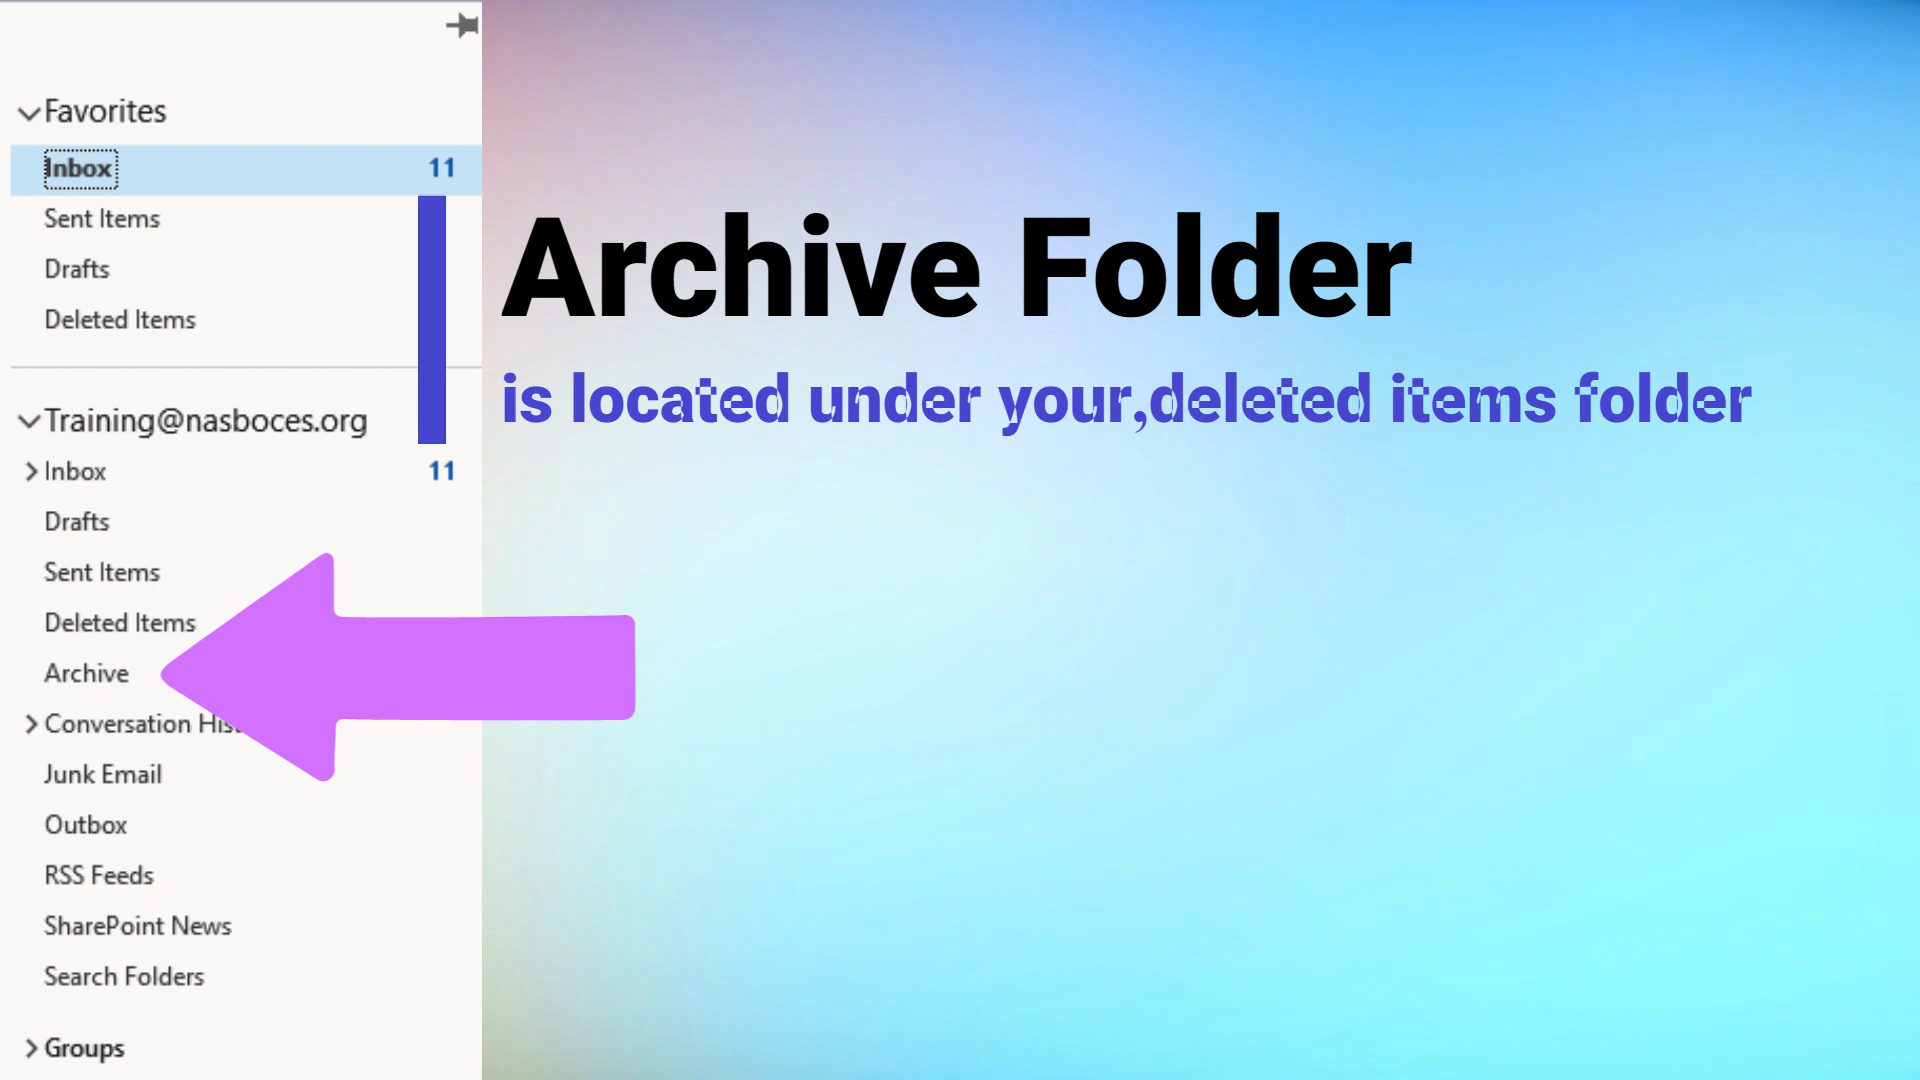 Favorites
Inbox 11
Sent Items
Drafts
Deleted Items
Training@nasboces.org
Inbox 11
Drafts
Sent Items
Deleted Items
Archive
Conversation His
Junk Email
Outbox
RSS Feeds
SharePoint News
Search Folders
Groups
Archive Folder
is located under your,deleted items folder